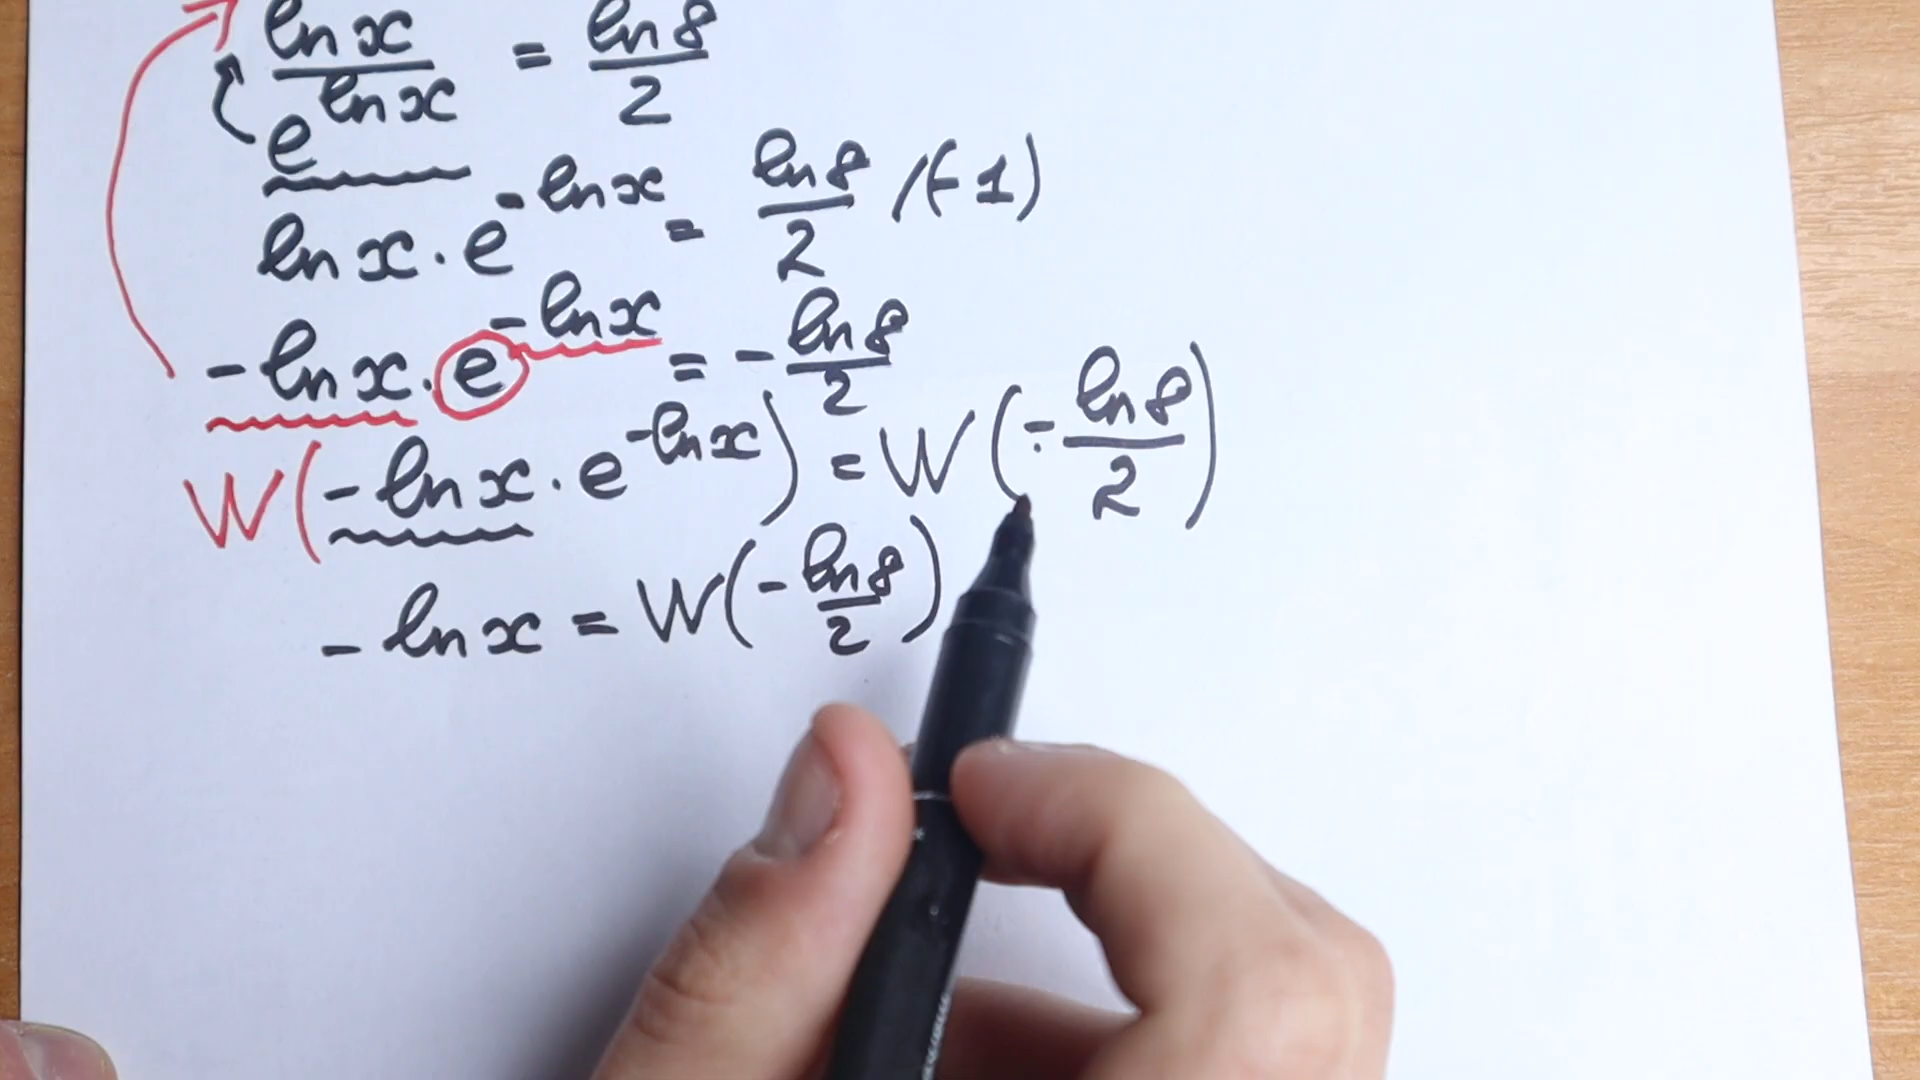 ln x / e^ln x = ln 8 / 2
ln x · e^-ln x = ln 8 / 2 /(-1)
-ln x · e^-ln x = - ln 8 / 2
W(-ln x · e^-ln x) = W(- ln 8 / 2)
-ln x = W(- ln 8 / 2)